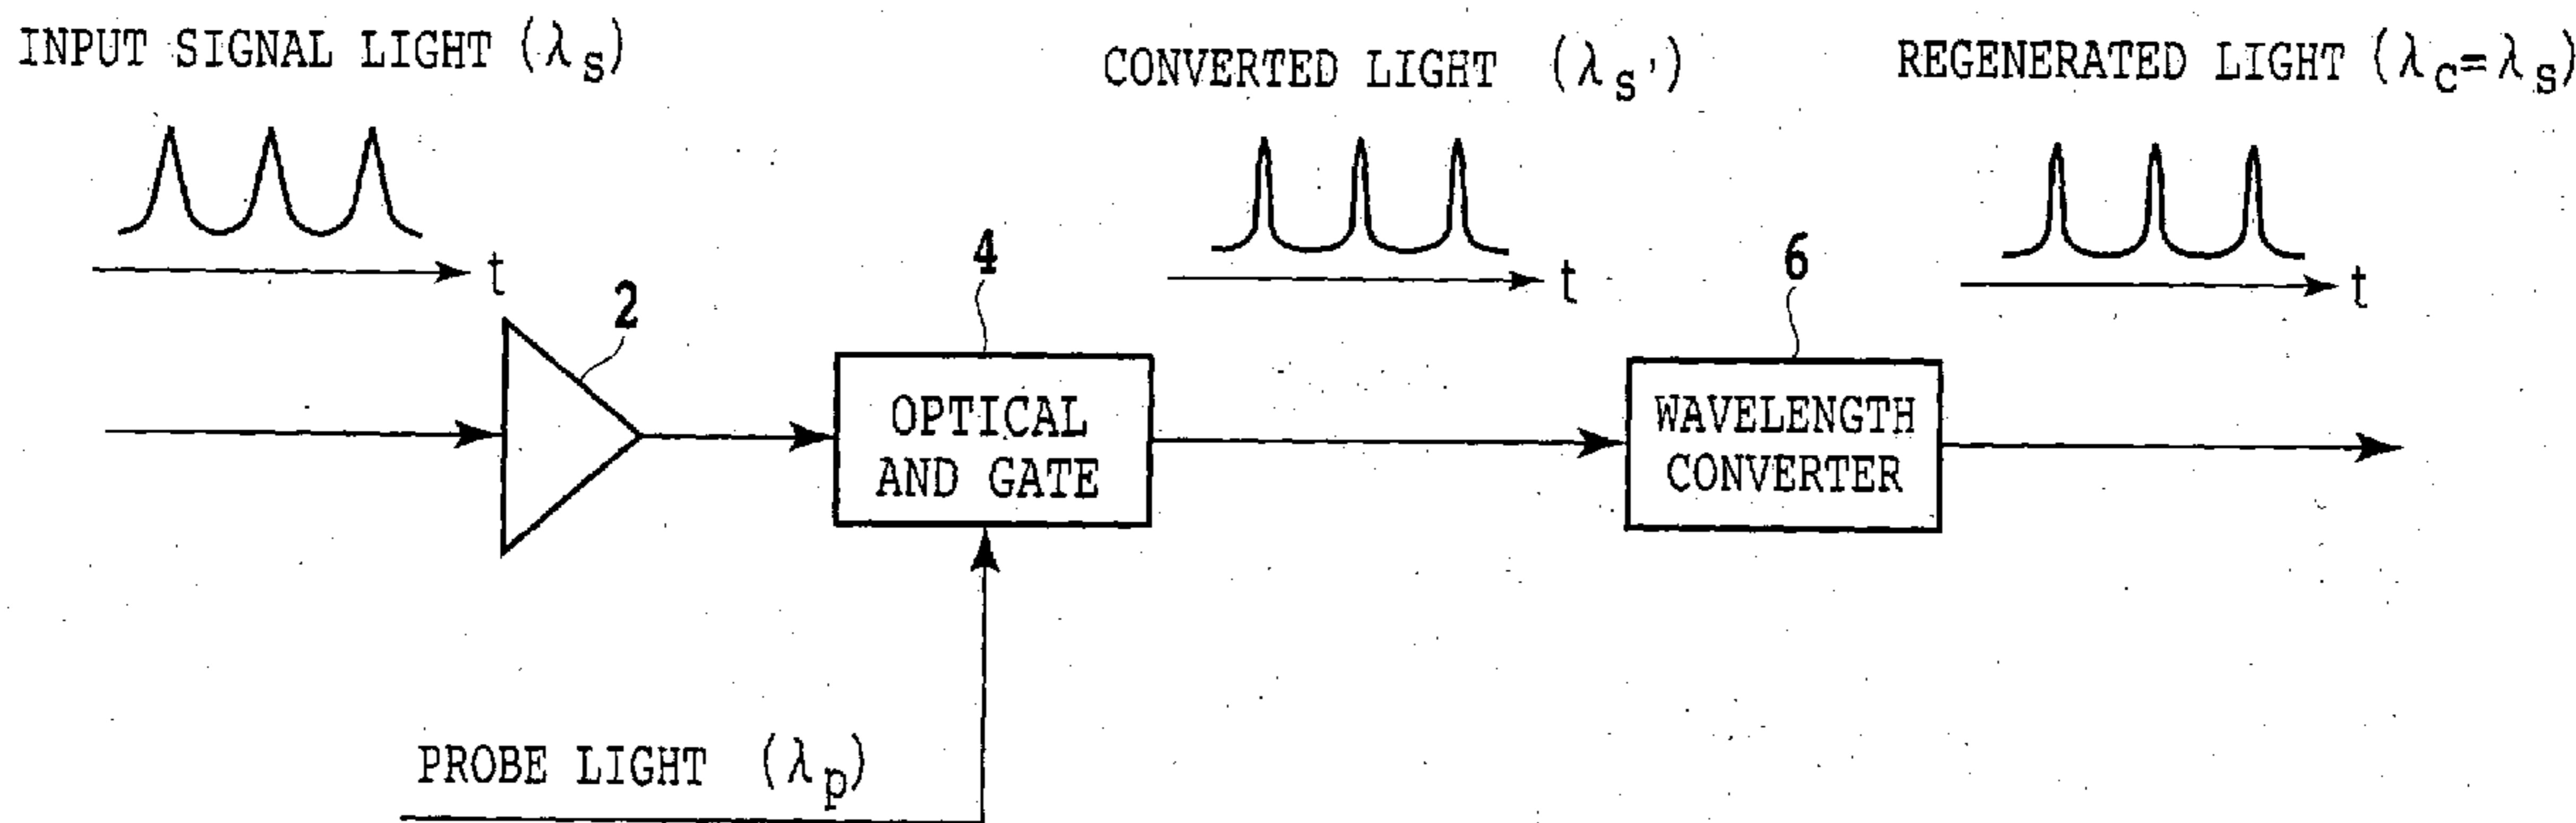 INPUT SIGNAL LIGHT (λs)
CONVERTED LIGHT (λs')
REGENERATED LIGHT (λc=λs)
t
t
t
2
4
6
OPTICAL
AND GATE
WAVELENGTH
CONVERTER
PROBE LIGHT (λp)